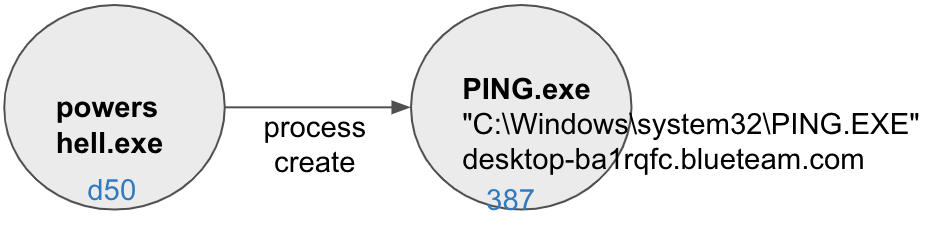 powers
hell.exe
d50
process
create
PING.exe
"C:\Windows\system32\PING.EXE"
desktop-ba1rqfc.blueteam.com
387